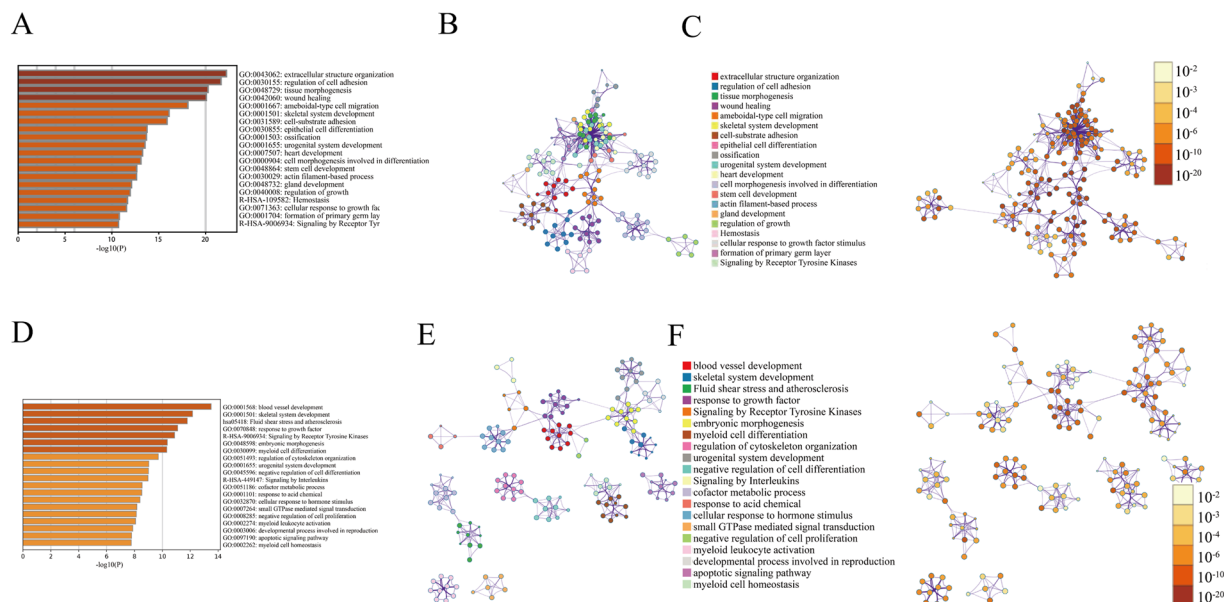 A
GO:0043062: extracellular structure organization
GO:0030155: regulation of cell adhesion
GO:0048729: tissue morphogenesis
GO:0042060: wound healing
GO:0001667: ameboidal-type cell migration
GO:0001501: skeletal system development
GO:0031589: cell-substrate adhesion
GO:0030855: epithelial cell differentiation
GO:0001503: ossification
GO:0001655: urogenital system development
GO:0007507: heart development
GO:0000904: cell morphogenesis involved in differentiation
GO:0048864: stem cell development
GO:0030029: actin filament-based process
GO:0048732: gland development
GO:0040008: regulation of growth
R-HSA-109582: Hemostasis
GO:0071363: cellular response to growth fac
GO:0001704: formation of primary germ lay
R-HSA-9006934: Signaling by Receptor Tyr
0 5 10 15 20
-log10(P)
B
extracellular structure organization
regulation of cell adhesion
tissue morphogenesis
wound healing
ameboidal-type cell migration
skeletal system development
cell-substrate adhesion
epithelial cell differentiation
ossification
urogenital system development
heart development
cell morphogenesis involved in differentiation
stem cell development
actin filament-based process
gland development
regulation of growth
Hemostasis
cellular response to growth factor stimulus
formation of primary germ layer
Signaling by Receptor Tyrosine Kinases
C
10-2
10-3
10-4
10-6
10-10
10-20
D
GO:0001568: blood vessel development
GO:0001501: skeletal system development
hsa05418: Fluid shear stress and atherosclerosis
GO:0070848: response to growth factor
R-HSA-9006934: Signaling by Receptor Tyrosine Kinases
GO:0048598: embryonic morphogenesis
GO:0030099: myeloid cell differentiation
GO:0051493: regulation of cytoskeleton organization
GO:0001655: urogenital system development
GO:0045596: negative regulation of cell differentiation
R-HSA-449147: Signaling by Interleukins
GO:0051186: cofactor metabolic process
GO:0001101: response to acid chemical
GO:0032870: cellular response to hormone stimulus
GO:0007264: small GTPase mediated signal transduction
GO:0008285: negative regulation of cell proliferation
GO:0002274: myeloid leukocyte activation
GO:0003006: developmental process involved in reproduction
GO:0097190: apoptotic signaling pathway
GO:0002262: myeloid cell homeostasis
0 2 4 6 8 10 12 14
-log10(P)
E
blood vessel development
skeletal system development
Fluid shear stress and atherosclerosis
response to growth factor
Signaling by Receptor Tyrosine Kinases
embryonic morphogenesis
myeloid cell differentiation
regulation of cytoskeleton organization
urogenital system development
negative regulation of cell differentiation
Signaling by Interleukins
cofactor metabolic process
response to acid chemical
cellular response to hormone stimulus
small GTPase mediated signal transduction
negative regulation of cell proliferation
myeloid leukocyte activation
developmental process involved in reproduction
apoptotic signaling pathway
myeloid cell homeostasis
F
10-2
10-3
10-4
10-6
10-10
10-20